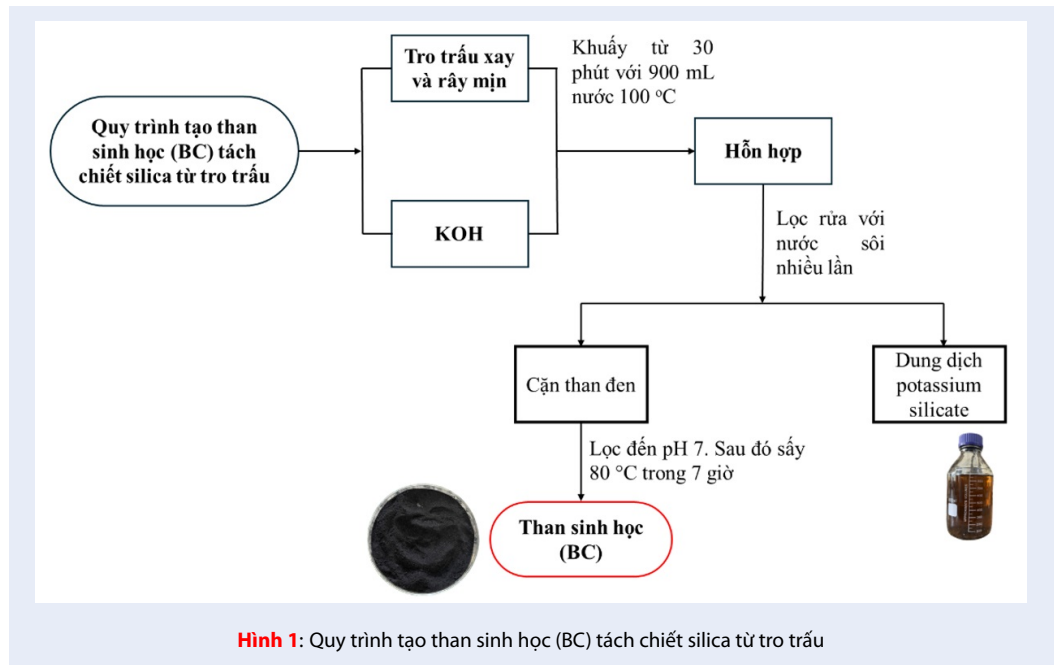 Quy trình tạo than
sinh học (BC) tách
chiết silica từ tro trấu
Tro trấu xay
và rây mịn
KOH
Khuấy từ 30
phút với 900 mL
nước 100 °C
Hỗn hợp
Lọc rửa với
nước sôi
nhiều lần
Cặn than đen
Dung dịch
potassium
silicate
Lọc đến pH 7. Sau đó sấy
80 °C trong 7 giờ
Than sinh học
(BC)
Hình 1: Quy trình tạo than sinh học (BC) tách chiết silica từ tro trấu